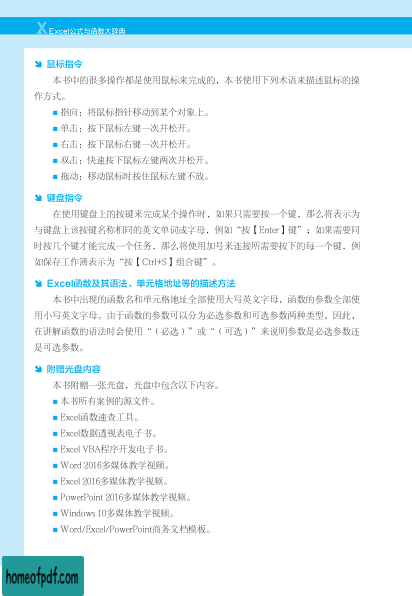 Excel公式与函数大辞典
鼠标指令
本书中的很多操作都是使用鼠标来完成的，本书使用下列术语来描述鼠标的操
作方式。
■ 指向：将鼠标指针移动到某个对象上。
■ 单击：按下鼠标左键一次并松开。
■ 右击：按下鼠标右键一次并松开。
■ 双击：快速按下鼠标左键两次并松开。
■ 拖动：移动鼠标时按住鼠标左键不放。
键盘指令
在使用键盘上的按键来完成某个操作时，如果只需要按一个键，那么将表示为
与键盘上该按键名称相同的英文单词或字母，例如“按【Enter】键”；如果需要同
时按几个键才能完成一个任务，那么将使用加号来连接所需要按下的每一个键，例
如保存工作簿表示为“按【Ctrl+S】组合键”。
Excel函数及其语法、单元格地址等的描述方法
本书中出现的函数名和单元格地址全部使用大写英文字母，函数的参数全部使
用小写英文字母。由于函数的参数可以分为必选参数和可选参数两种类型，因此，
在讲解函数的语法时会使用“（必选）”或“（可选）”来说明参数是必选参数还
是可选参数。
附赠光盘内容
本书附赠一张光盘，光盘中包含以下内容。
■ 本书所有案例的源文件。
■ Excel函数速查工具。
■ Excel数据透视表电子书。
■ Excel VBA程序开发电子书。
■ Word 2016多媒体教学视频。
■ Excel 2016多媒体教学视频。
■ PowerPoint 2016多媒体教学视频。
■ Windows 10多媒体教学视频。
■ Word/Excel/PowerPoint商务文档模板。
homeofpdf.com